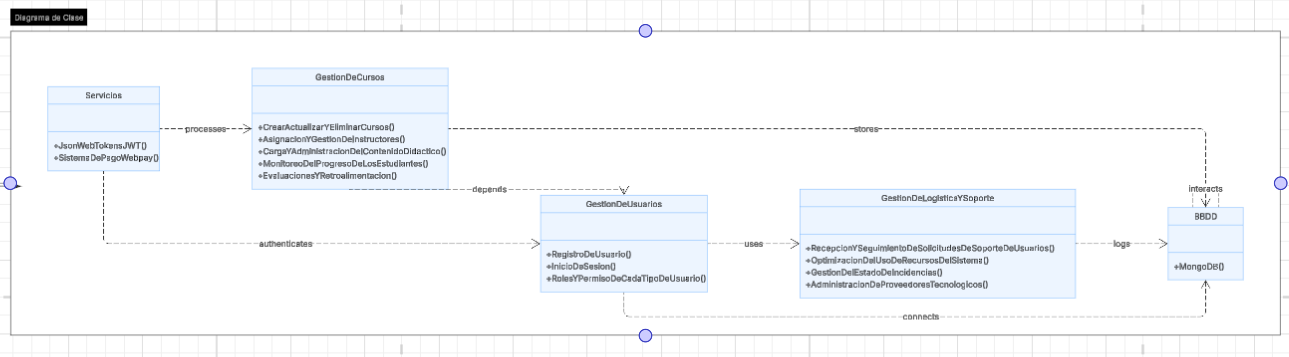 Diagrama de Clase
Servicios
+JsonWebTokensJWT()
+SistemaDePagoWebpay()
processes
GestionDeCursos
+CrearActualizarYEliminarCursos()
+AsignacionYGestionDeInstructores()
+CargaYAdministracionDelContenidoDidactico()
+MonitoreoDelProgresoDeLosEstudiantes()
+EvaluacionesYRetroalimentacion()
stores
depends
authenticates
GestionDeUsuarios
+RegistroDeUsuario()
+InicioDeSesion()
+RolesYPermisoDeCadaTipoDeUsuario()
uses
GestionDeLogisticaYSoporte
+RecepcionYSeguimientoDeSolicitudesDeSoporteDeUsuarios()
+OptimizacionDelUsoDeRecursosDelSistema()
+GestionDelEstadoDeIncidencias()
+AdministracionDeProveedoresTecnologicos()
logs
interacts
BBDD
+MongoDB()
connects